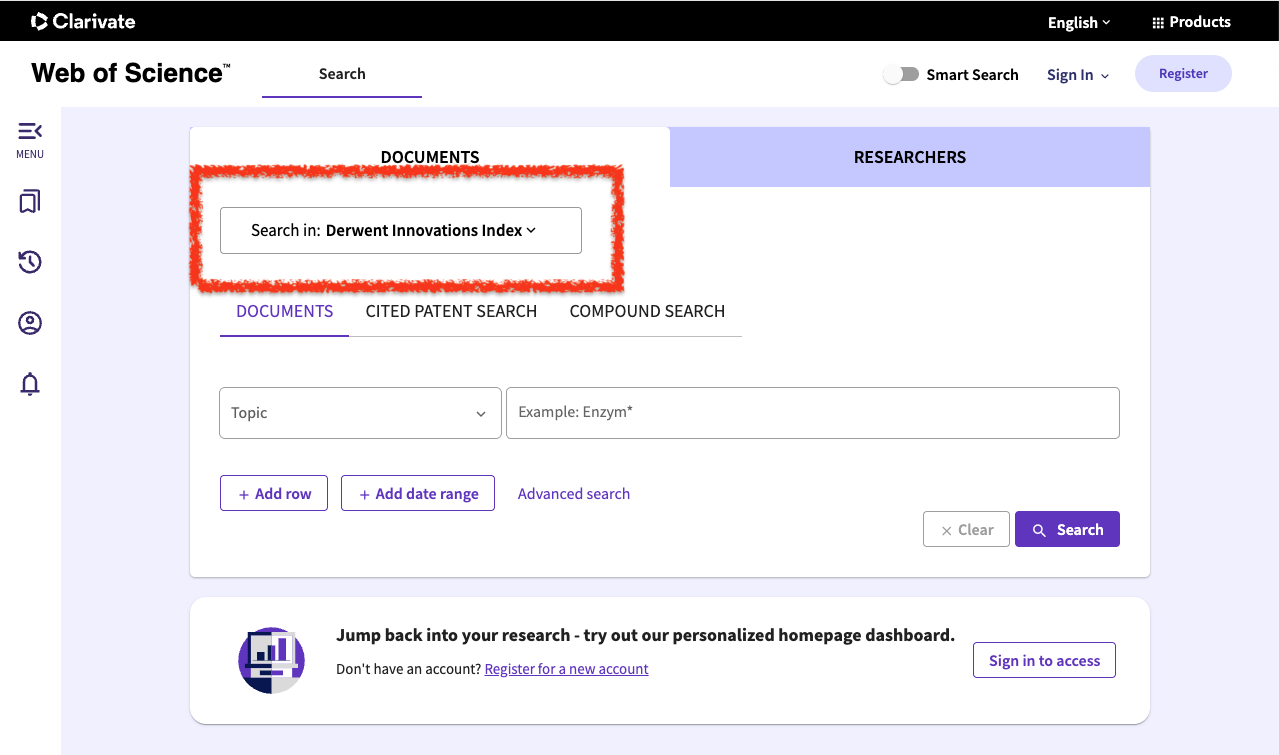 Clarivate
English
Products
Web of Science™
Search
Smart Search
Sign In
Register
MENU
DOCUMENTS
RESEARCHERS
Search in: Derwent Innovations Index
DOCUMENTS
CITED PATENT SEARCH
COMPOUND SEARCH
Topic
Example: Enzym*
+ Add row
+ Add date range
Advanced search
× Clear
Search
Jump back into your research - try out our personalized homepage dashboard.
Don't have an account? Register for a new account
Sign in to access